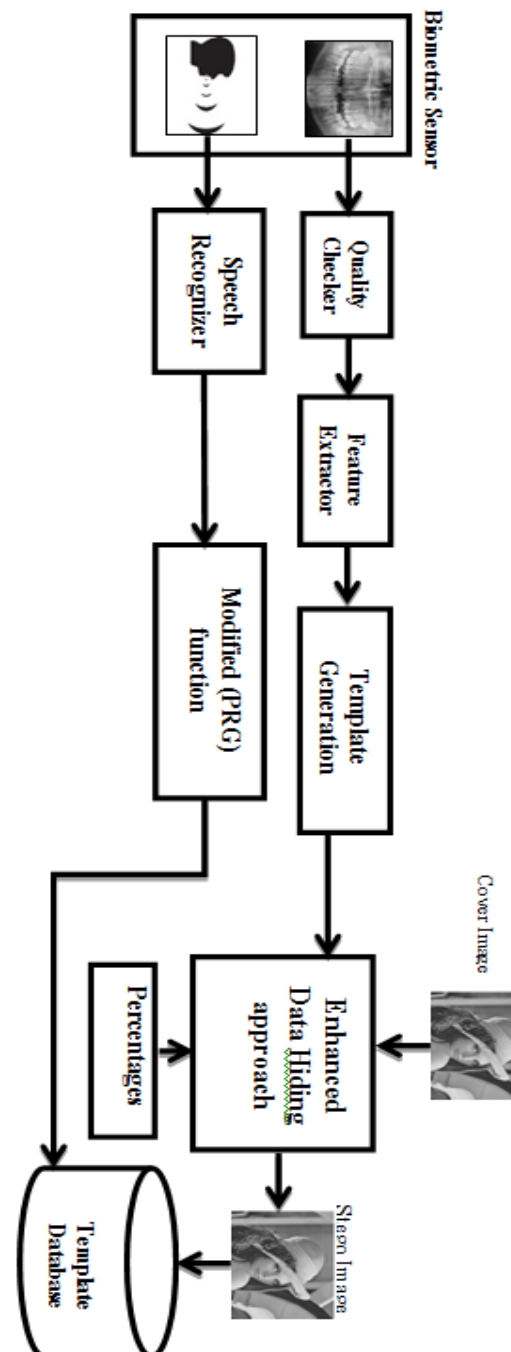 Biometric Sensor
Quality
Checker
Feature
Extractor
Template
Generation
Cover Image
Enhanced
Data Hiding
approach
Stego Image
Speech
Recognizer
Modified (PRG)
function
Percentages
Template
Database